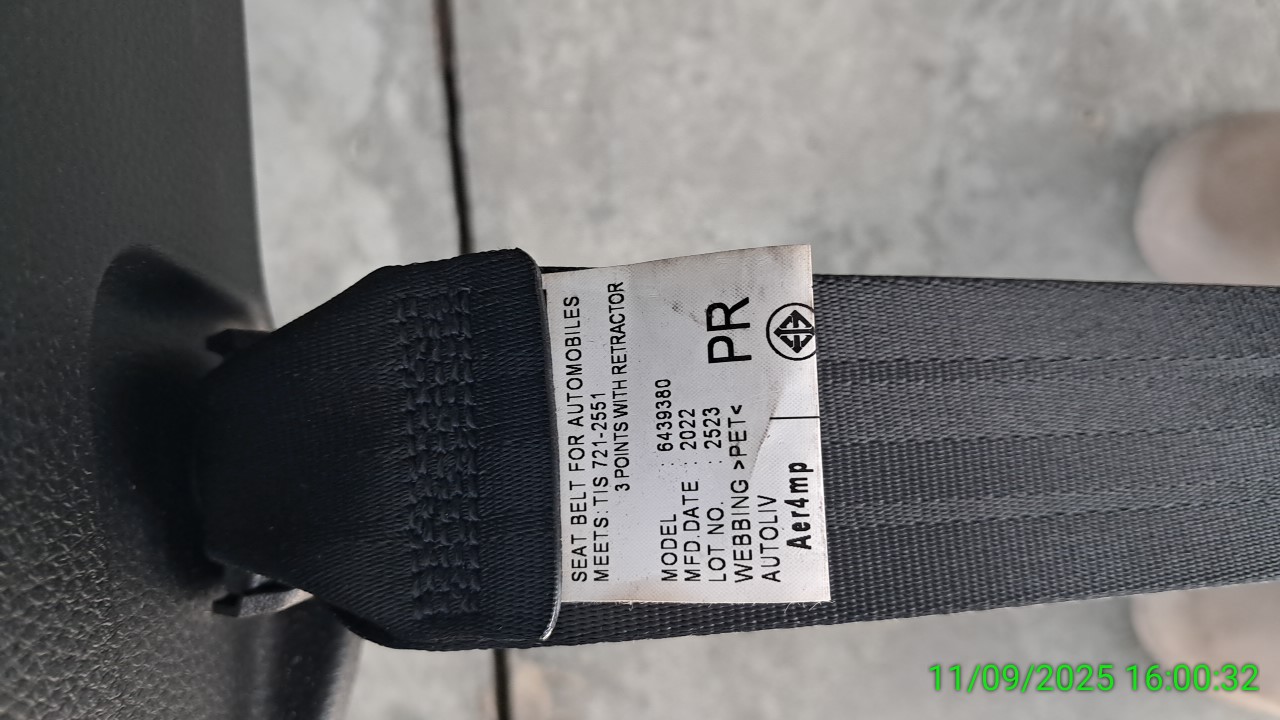 SEAT BELT FOR AUTOMOBILES
MEETS: TIS 721-2551
3 POINTS WITH RETRACTOR
MODEL : 6439380
MFD.DATE : 2022
LOT NO. : 2523
WEBBING >PET<
PR
AUTOLIV
Aer4mp
11/09/2025 16:00:32